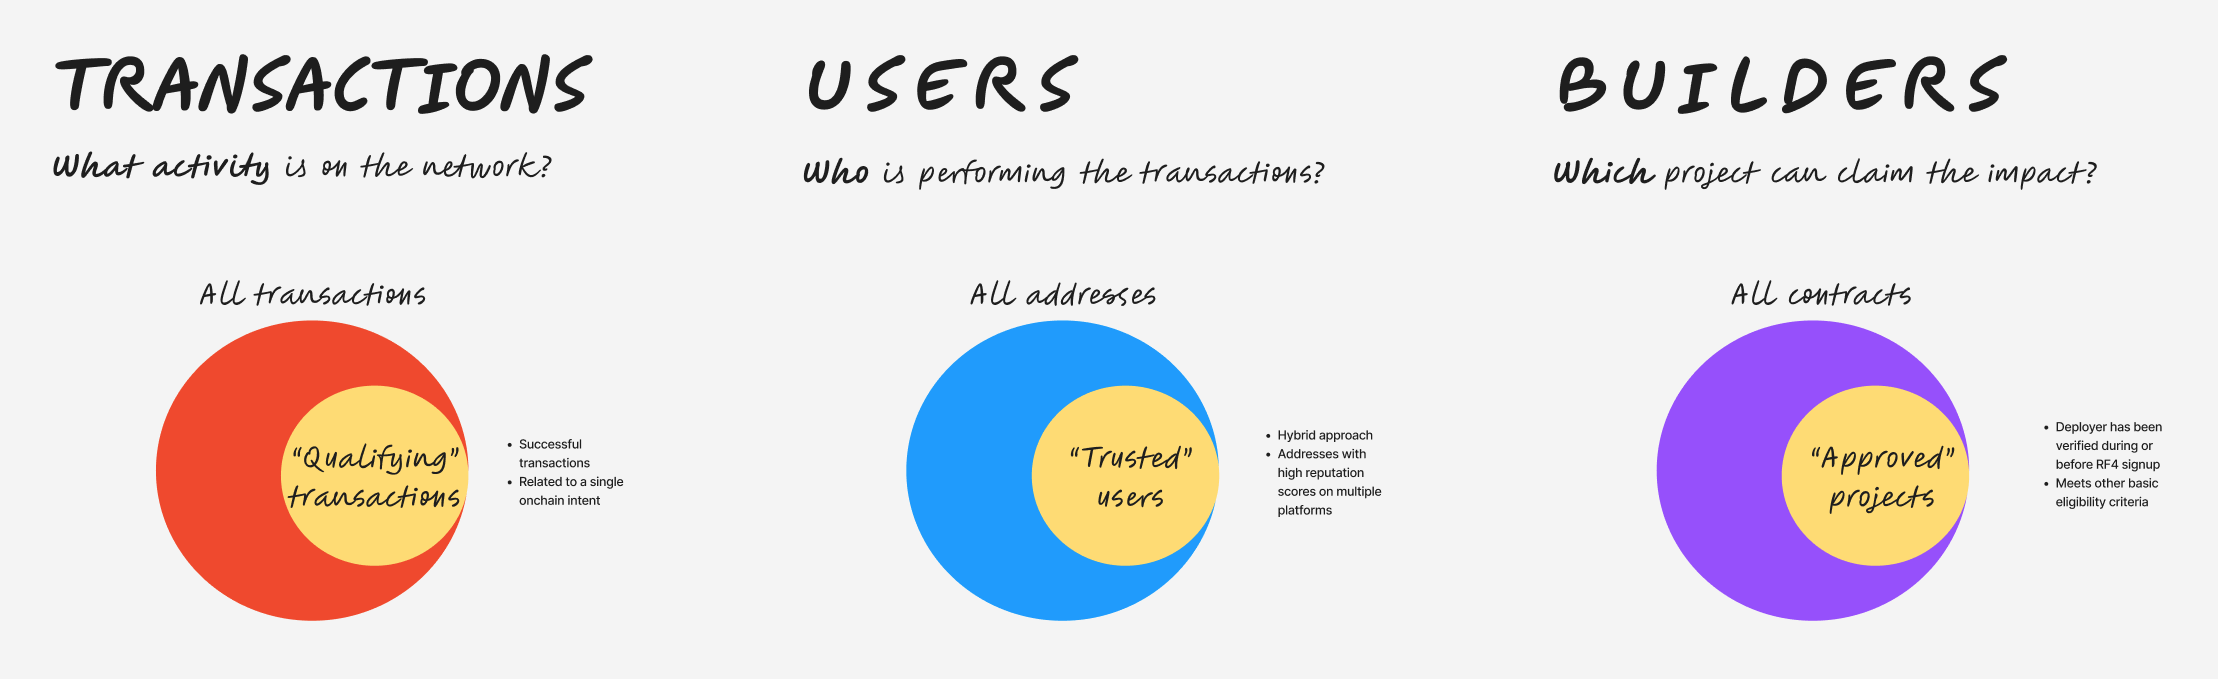 TRANSACTIONS
What activity is on the network?
All transactions
“Qualifying”
transactions
• Successful
transactions
• Related to a single
onchain intent
USERS
Who is performing the transactions?
All addresses
“Trusted”
users
• Hybrid approach
• Addresses with
high reputation
scores on multiple
platforms
BUILDERS
Which project can claim the impact?
All contracts
“Approved”
projects
• Deployer has been
verified during or
before RF4 signup
• Meets other basic
eligibility criteria